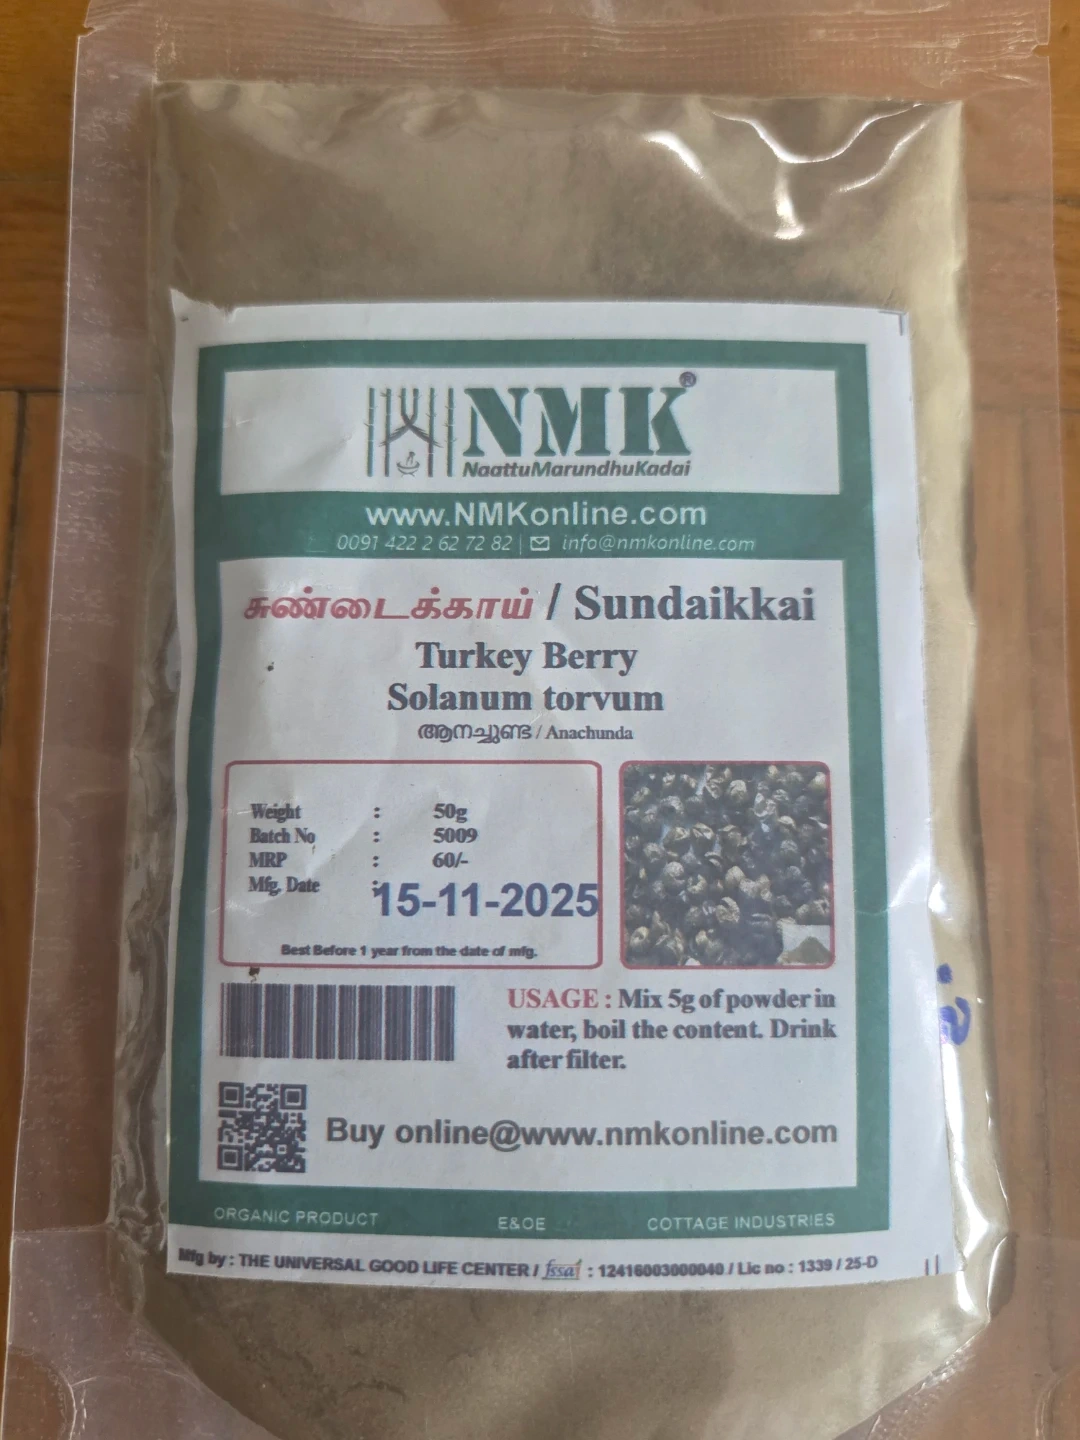 NMK®
NaattuMarundhuKadai
www.NMKonline.com
0091 422 2 62 72 82 | info@nmkonline.com
சுண்டைக்காய் / Sundaikkai
Turkey Berry
Solanum torvum
ആനച്ചുണ്ട / Anachunda
Weight : 50g
Batch No : 5009
MRP : 60/-
Mfg. Date : 15-11-2025
Best Before 1 year from the date of mfg.
USAGE : Mix 5g of powder in
water, boil the content. Drink
after filter.
Buy online@www.nmkonline.com
ORGANIC PRODUCT E&OE COTTAGE INDUSTRIES
Mfg by : THE UNIVERSAL GOOD LIFE CENTER / fssai : 12416003000040 / Lic no : 1339 / 25-D